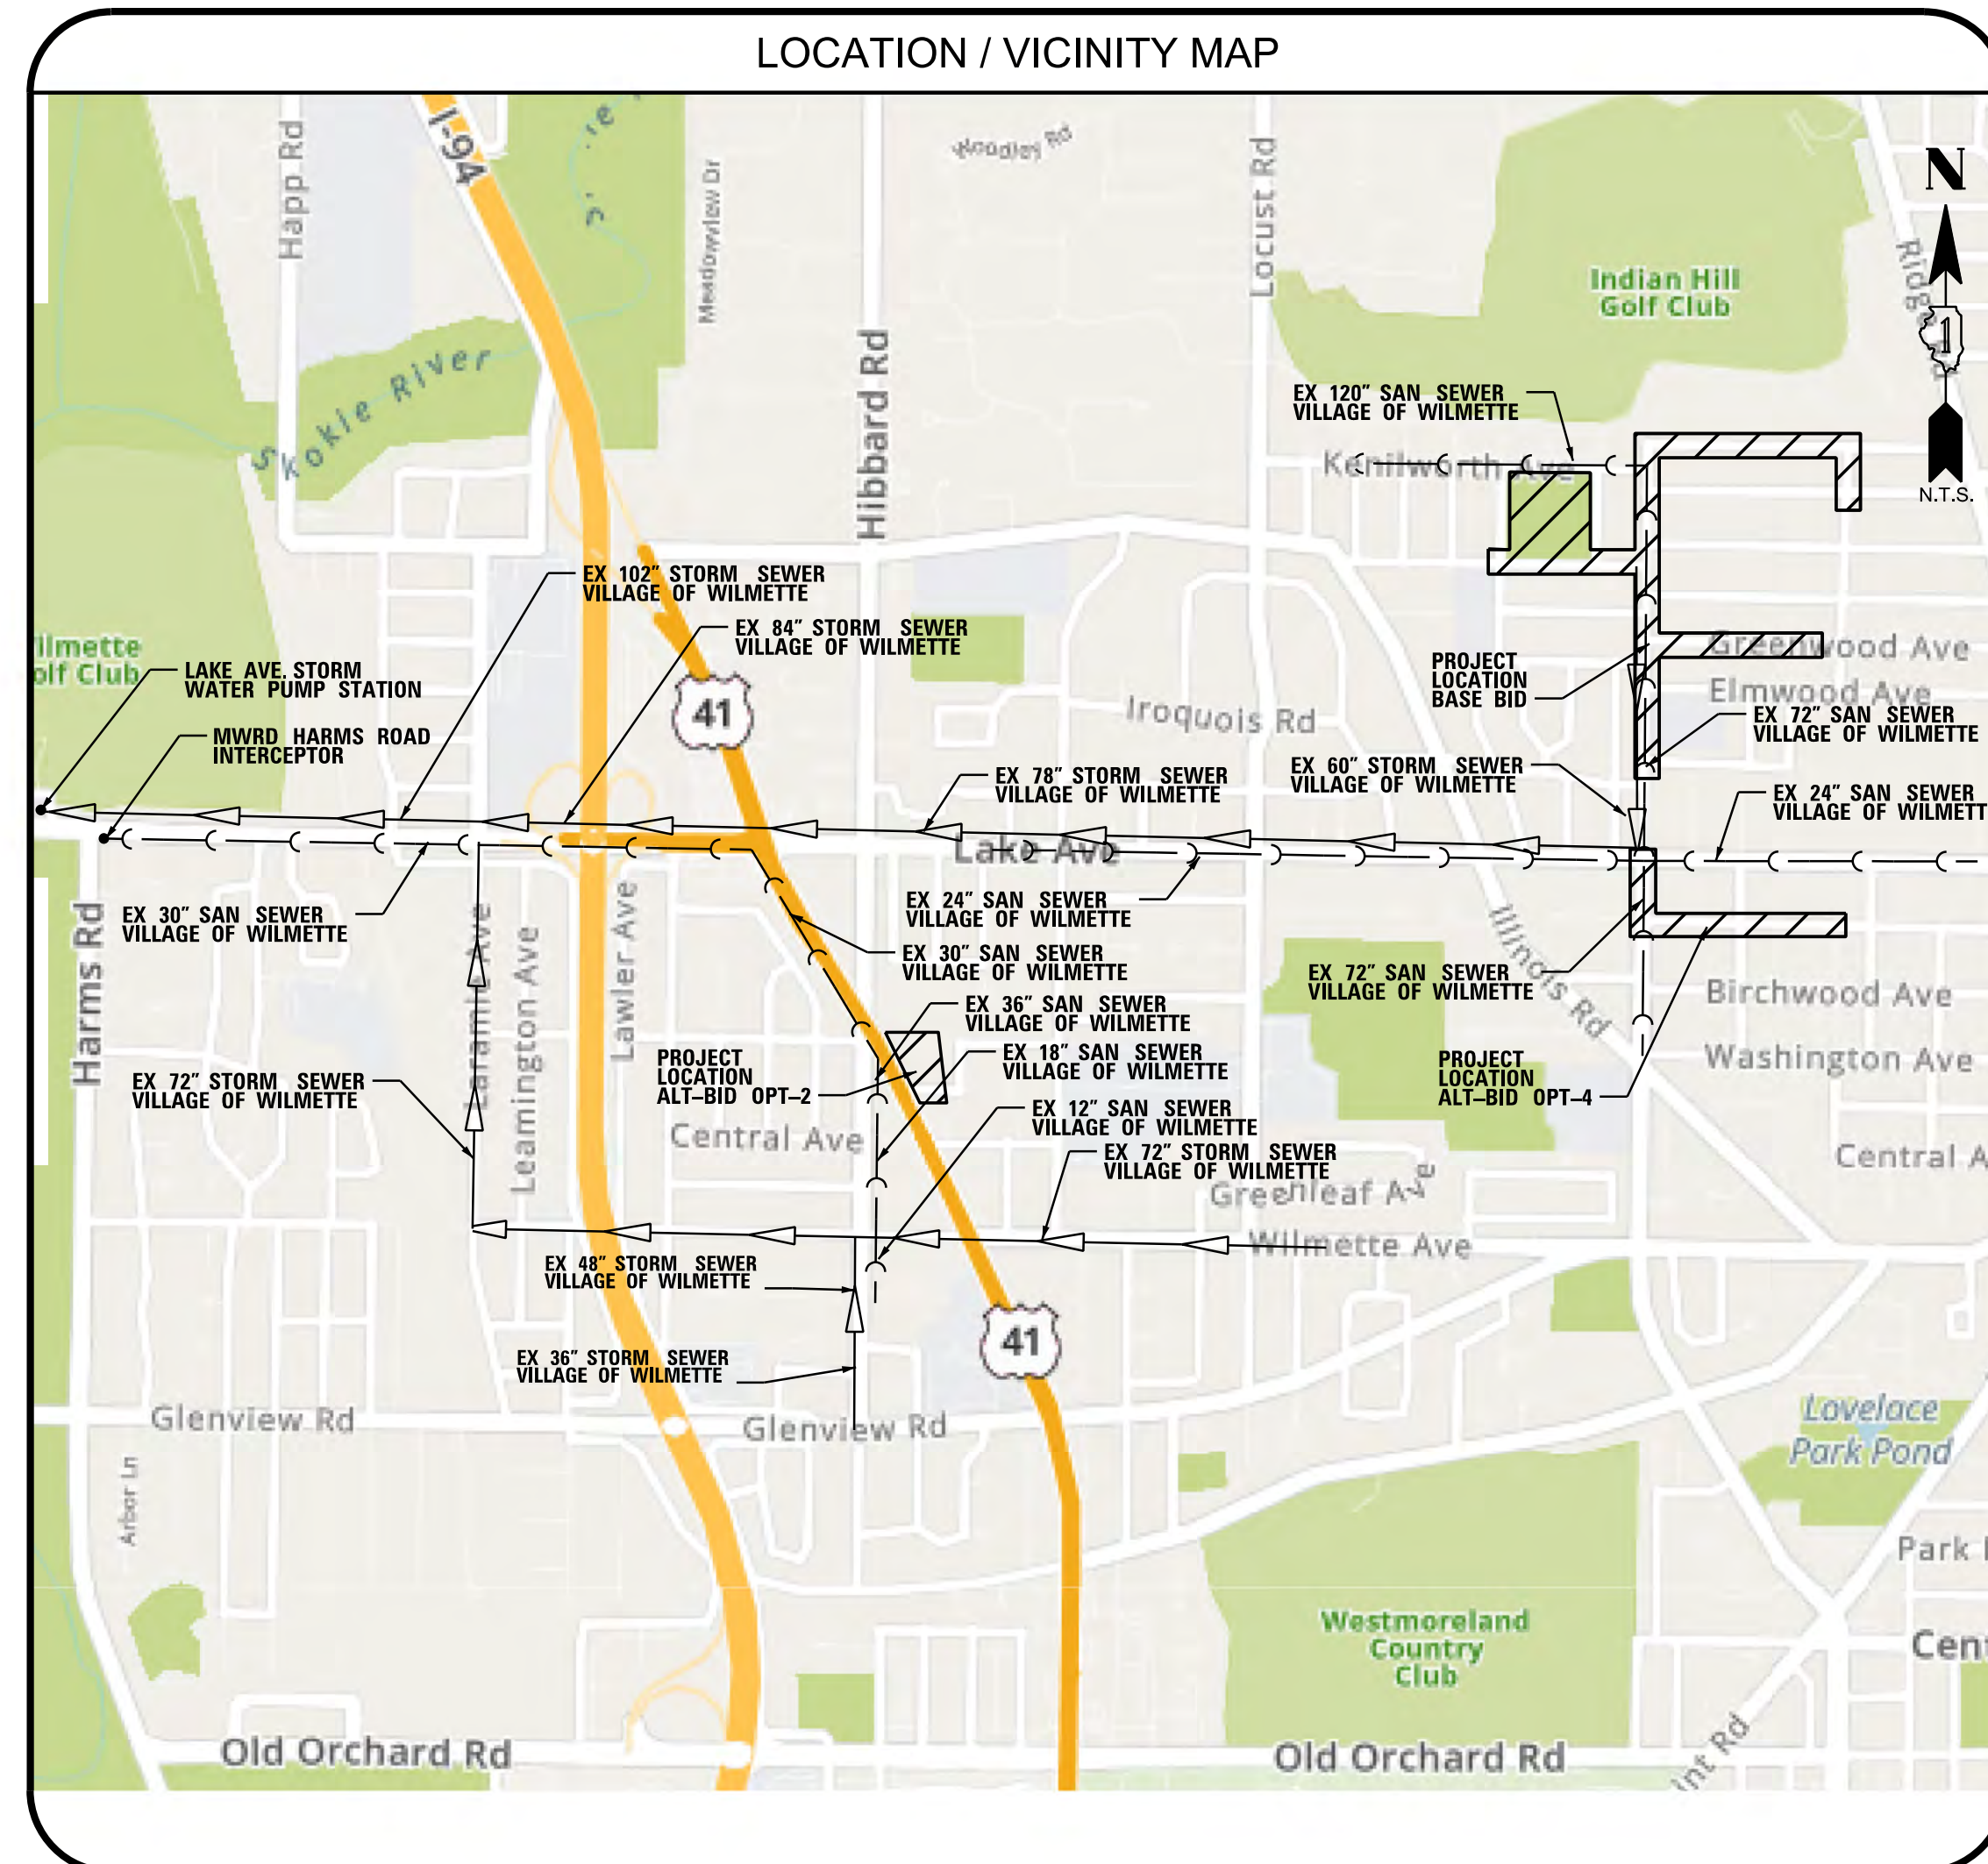 LOCATION / VICINITY MAP
I-94
Happ Rd
Meadowview Dr
Locust Rd
N
Indian Hill
Golf Club
1
Skokie River
Hibbard Rd
EX 120” SAN SEWER
VILLAGE OF WILMETTE
Kenilworth Ave
N.T.S.
EX 102” STORM SEWER
VILLAGE OF WILMETTE
EX 84” STORM SEWER
VILLAGE OF WILMETTE
ilmette
olf Club
LAKE AVE. STORM
WATER PUMP STATION
MWRD HARMS ROAD
INTERCEPTOR
41
Iroquois Rd
PROJECT
LOCATION
BASE BID
Greenwood Ave
Elmwood Ave
EX 72” SAN SEWER
VILLAGE OF WILMETTE
EX 78” STORM SEWER
VILLAGE OF WILMETTE
EX 60” STORM SEWER
VILLAGE OF WILMETTE
EX 24” SAN SEWER
VILLAGE OF WILMETT
Lake Ave
EX 30” SAN SEWER
VILLAGE OF WILMETTE
EX 24” SAN SEWER
VILLAGE OF WILMETTE
Harms Rd
Laramie Ave
Leamington Ave
Lawler Ave
EX 30” SAN SEWER
VILLAGE OF WILMETTE
Illinois Rd
EX 72” SAN SEWER
VILLAGE OF WILMETTE
Birchwood Ave
EX 36” SAN SEWER
VILLAGE OF WILMETTE
EX 18” SAN SEWER
VILLAGE OF WILMETTE
Washington Ave
PROJECT
LOCATION
ALT–BID OPT–2
PROJECT
LOCATION
ALT–BID OPT–4
EX 72” STORM SEWER
VILLAGE OF WILMETTE
EX 12” SAN SEWER
VILLAGE OF WILMETTE
Central Ave
EX 72” STORM SEWER
VILLAGE OF WILMETTE
Central A
Greenleaf Ave
Wilmette Ave
EX 48” STORM SEWER
VILLAGE OF WILMETTE
41
EX 36” STORM SEWER
VILLAGE OF WILMETTE
Glenview Rd
Glenview Rd
Lovelace
Park Pond
Arbor Ln
Park
Westmoreland
Country
Club
Cent
Old Orchard Rd
Old Orchard Rd
int Rd